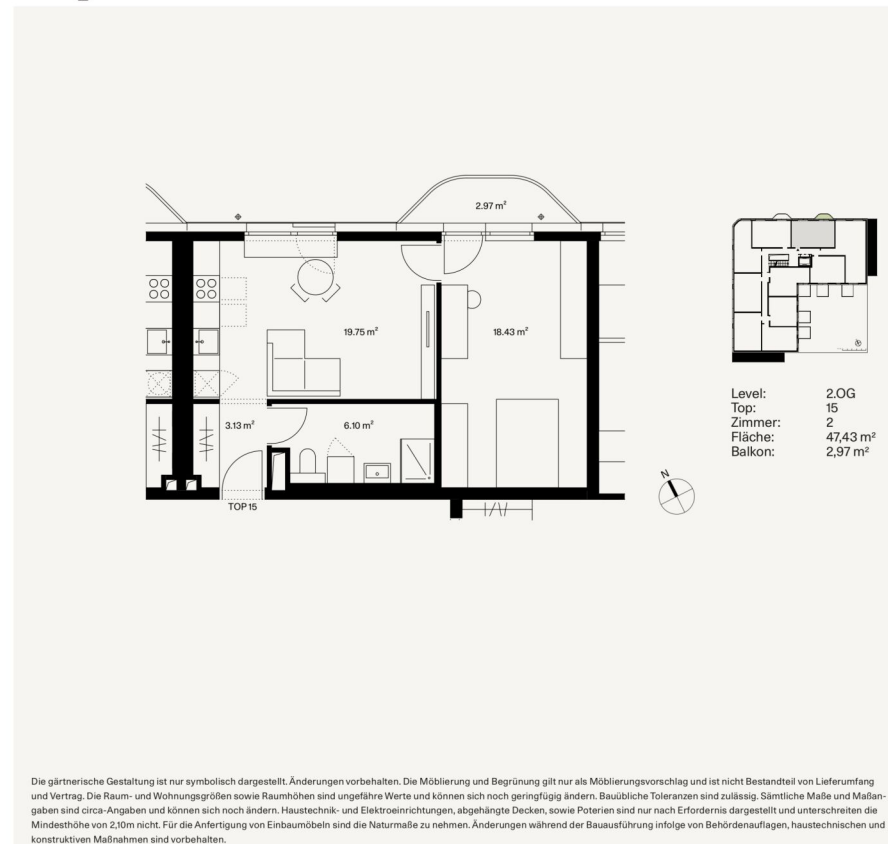 2.97 m²
19.75 m²
18.43 m²
3.13 m²
6.10 m²
TOP 15
N
Level: 2.OG
Top: 15
Zimmer: 2
Fläche: 47,43 m²
Balkon: 2,97 m²
Die gärtnerische Gestaltung ist nur symbolisch dargestellt. Änderungen vorbehalten. Die Möblierung und Begrünung gilt nur als Möblierungsvorschlag und ist nicht Bestandteil von Lieferumfang
und Vertrag. Die Raum- und Wohnungsgrößen sowie Raumhöhen sind ungefähre Werte und können sich noch geringfügig ändern. Bauübliche Toleranzen sind zulässig. Sämtliche Maße und Maßan-
gaben sind circa-Angaben und können sich noch ändern. Haustechnik- und Elektroeinrichtungen, abgehängte Decken, sowie Poterien sind nur nach Erfordernis dargestellt und unterschreiten die
Mindesthöhe von 2,10m nicht. Für die Anfertigung von Einbaumöbeln sind die Naturmaße zu nehmen. Änderungen während der Bauausführung infolge von Behördenauflagen, haustechnischen und
konstruktiven Maßnahmen sind vorbehalten.